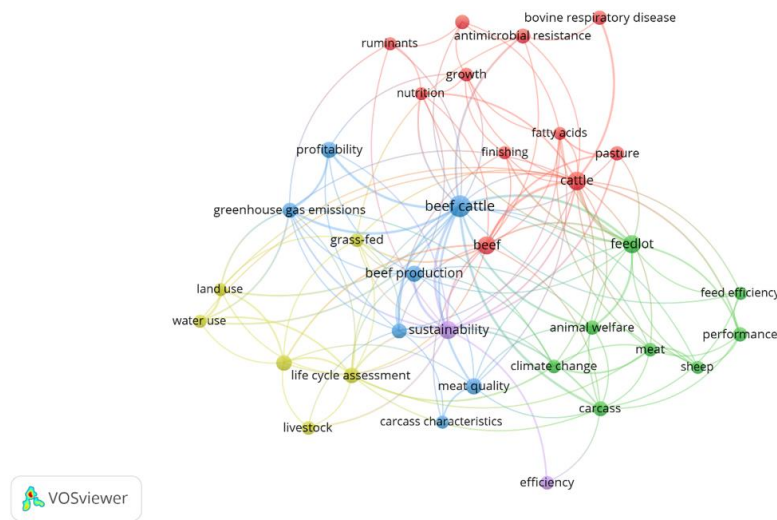 bovine respiratory disease
antimicrobial resistance
ruminants
growth
nutrition
fatty acids
profitability
finishing
pasture
cattle
beef cattle
greenhouse gas emissions
grass-fed
beef
feedlot
beef production
land use
feed efficiency
water use
sustainability
animal welfare
performance
meat
climate change
sheep
life cycle assessment
meat quality
carcass
carcass characteristics
livestock
efficiency
VOSviewer